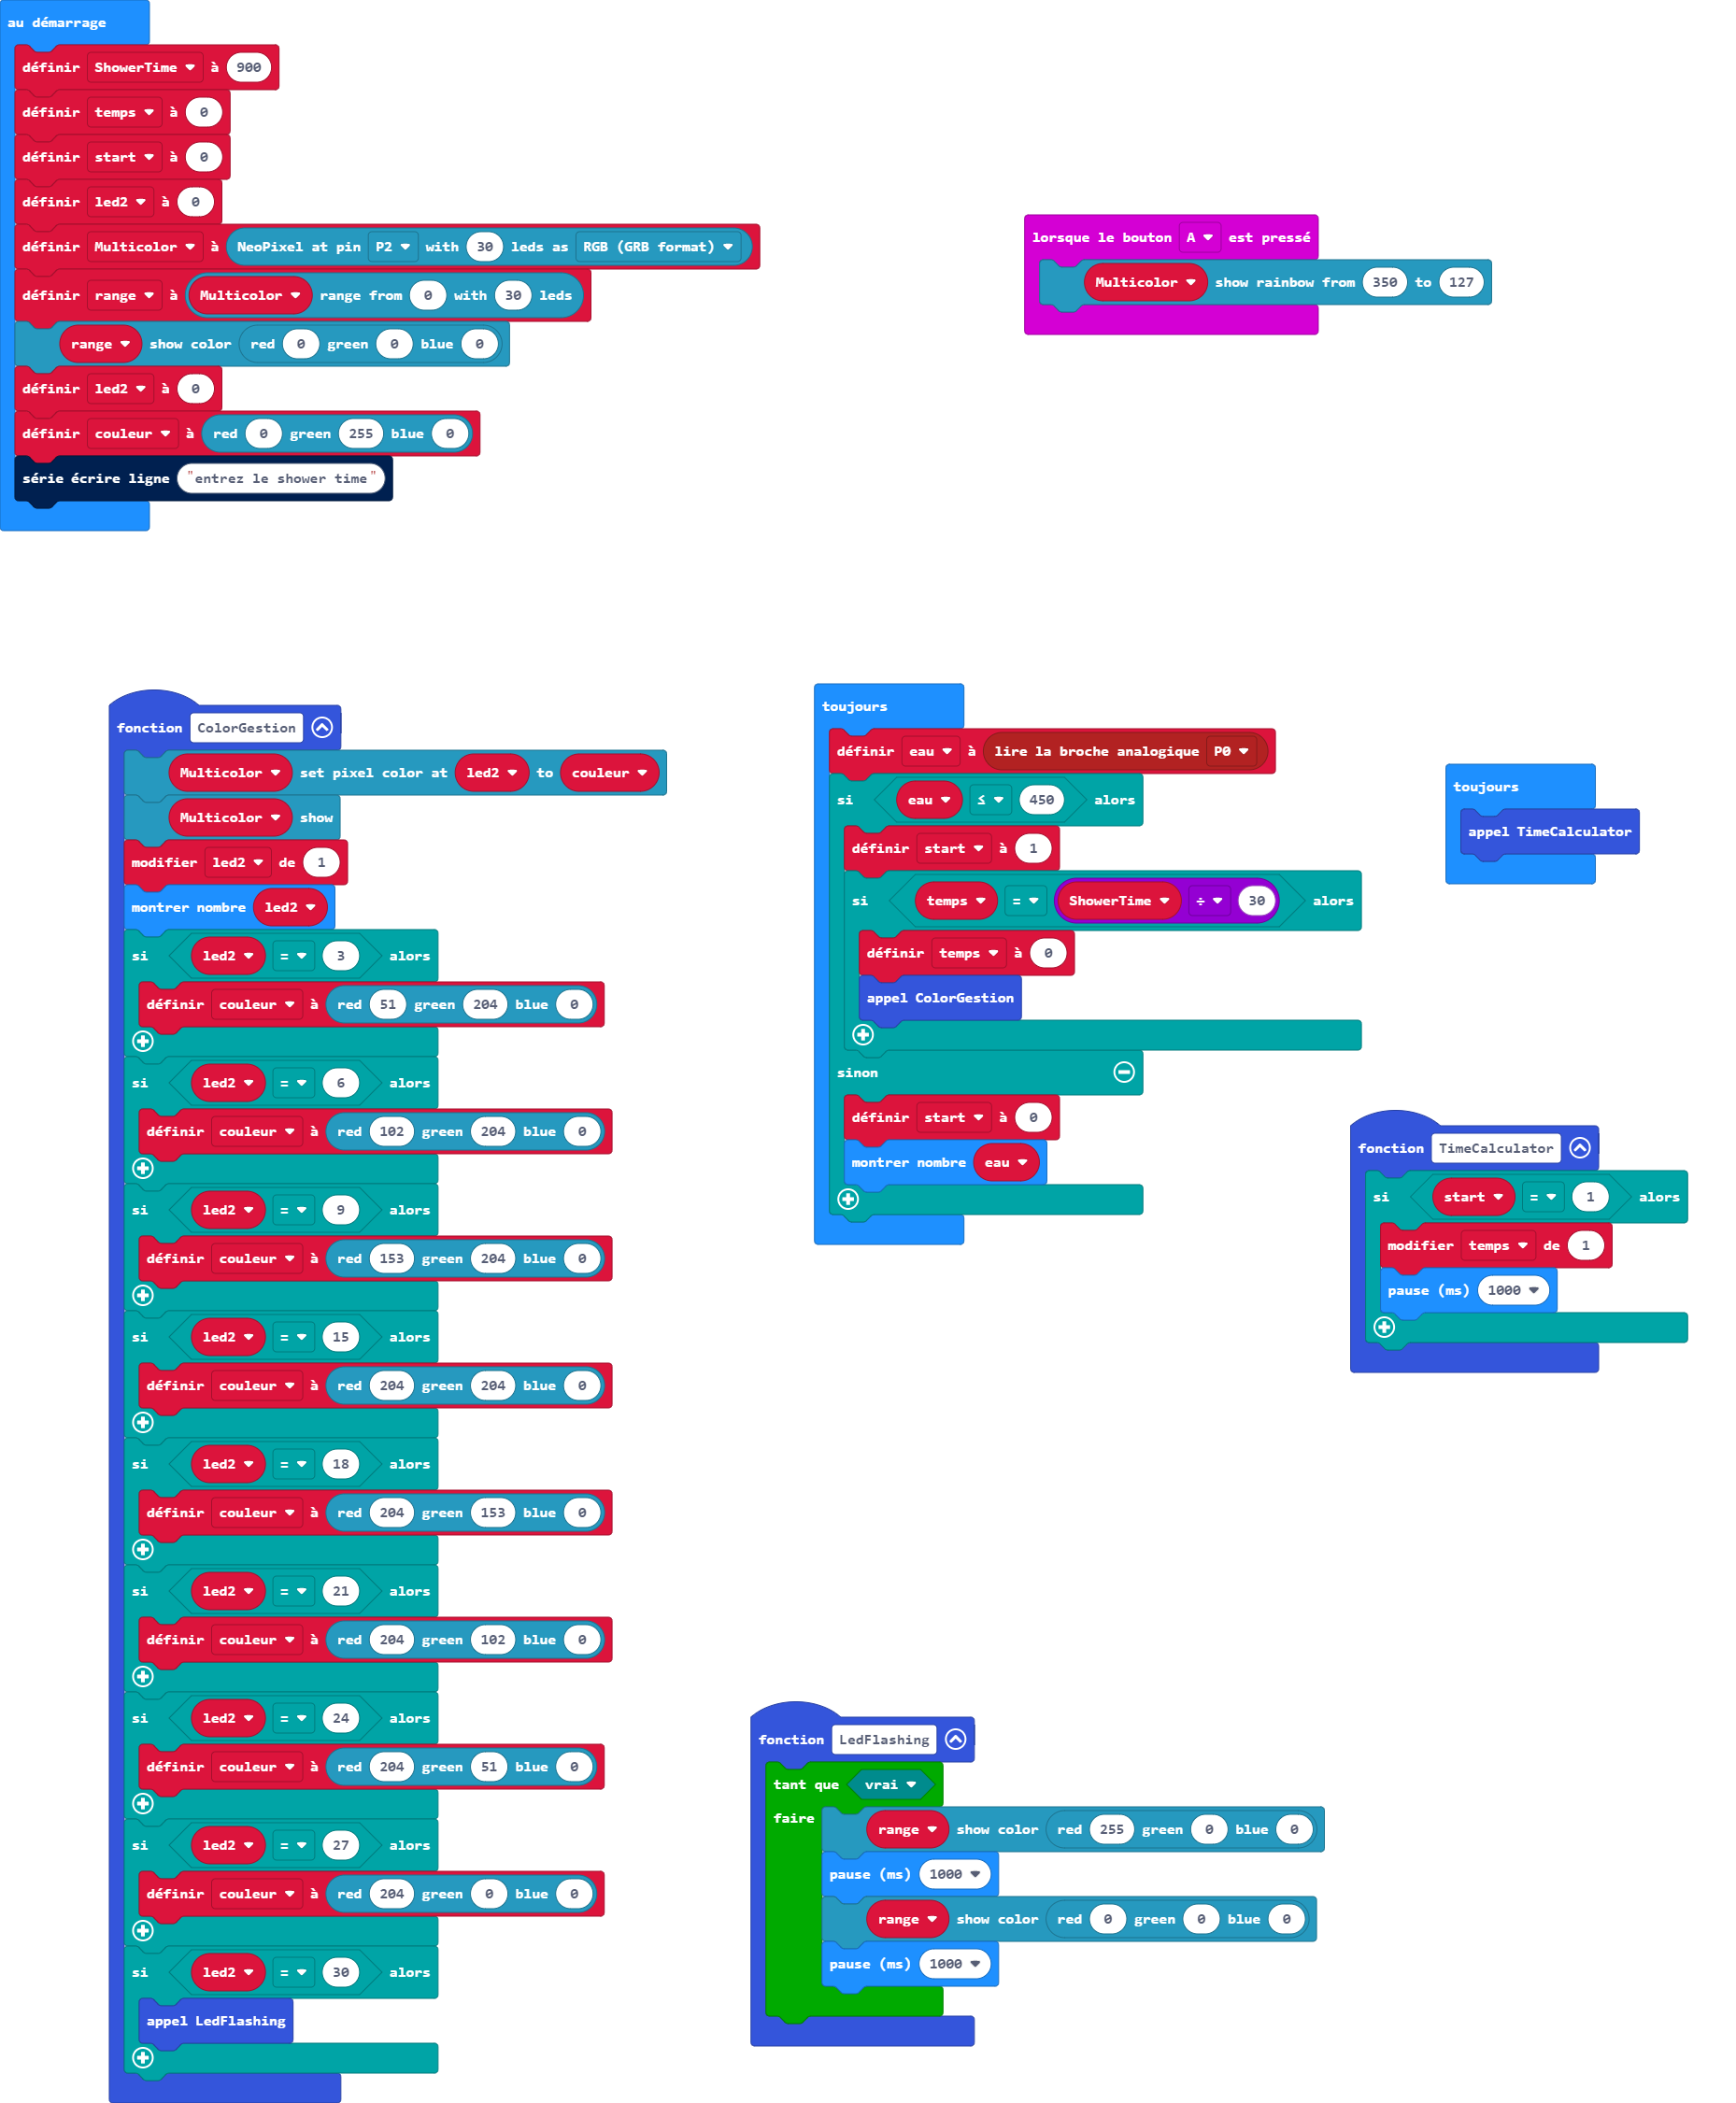 au démarrage
définir ShowerTime à 900
définir temps à 0
définir start à 0
définir led2 à 0
définir Multicolor à NeoPixel at pin P2 with 30 leds as RGB (GRB format)
définir range à Multicolor range from 0 with 30 leds
range show color red 0 green 0 blue 0
définir led2 à 0
définir couleur à red 0 green 255 blue 0
série écrire ligne "entrez le shower time"
lorsque le bouton A est pressé
Multicolor show rainbow from 350 to 127
fonction ColorGestion
Multicolor set pixel color at led2 to couleur
Multicolor show
modifier led2 de 1
montrer nombre led2
si led2 = 3 alors
définir couleur à red 51 green 204 blue 0
si led2 = 6 alors
définir couleur à red 102 green 204 blue 0
si led2 = 9 alors
définir couleur à red 153 green 204 blue 0
si led2 = 15 alors
définir couleur à red 204 green 204 blue 0
si led2 = 18 alors
définir couleur à red 204 green 153 blue 0
si led2 = 21 alors
définir couleur à red 204 green 102 blue 0
si led2 = 24 alors
définir couleur à red 204 green 51 blue 0
si led2 = 27 alors
définir couleur à red 204 green 0 blue 0
si led2 = 30 alors
appel LedFlashing
toujours
définir eau à lire la broche analogique P0
si eau ≤ 450 alors
définir start à 1
si temps = ShowerTime ÷ 30 alors
définir temps à 0
appel ColorGestion
sinon
définir start à 0
montrer nombre eau
toujours
appel TimeCalculator
fonction TimeCalculator
si start = 1 alors
modifier temps de 1
pause (ms) 1000
fonction LedFlashing
tant que vrai
faire range show color red 255 green 0 blue 0
pause (ms) 1000
range show color red 0 green 0 blue 0
pause (ms) 1000